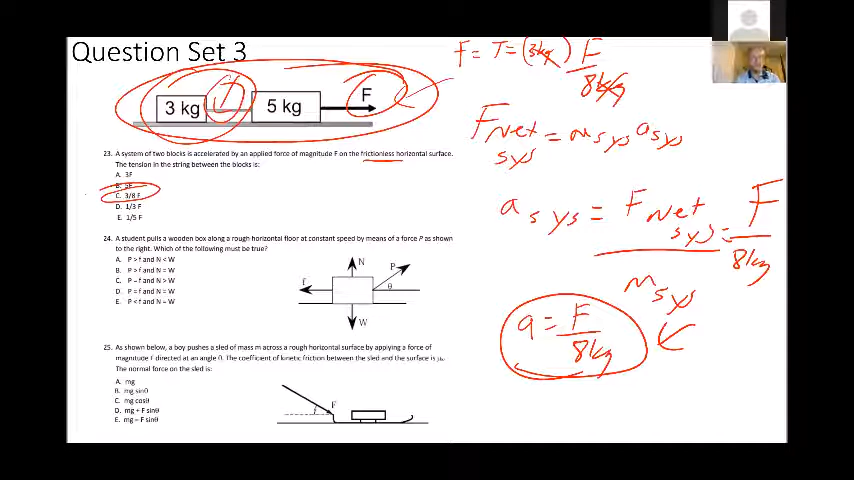 Question Set 3
3 kg T 5 kg F
F = T = (3kg) F
8kg
23. A system of two blocks is accelerated by an applied force of magnitude F on the frictionless horizontal surface.
The tension in the string between the blocks is:
A. 3F
B. 5F
C. 3/8 F
D. 1/3 F
E. 1/5 F
FNet = msys asys
sys
asys = FNet = F
sys 8kg
msys
a = F
8kg
24. A student pulls a wooden box along a rough horizontal floor at constant speed by means of a force P as shown
to the right. Which of the following must be true?
A. P > f and N < W
B. P > f and N = W
C. P = f and N > W
D. P = f and N = W
E. P < f and N = W
N
P
f
θ
W
25. As shown below, a boy pushes a sled of mass m across a rough horizontal surface by applying a force of
magnitude F directed at an angle θ. The coefficient of kinetic friction between the sled and the surface is μₖ.
The normal force on the sled is:
A. mg
B. mg sinθ
C. mg cosθ
D. mg + F sinθ
E. mg – F sinθ
F